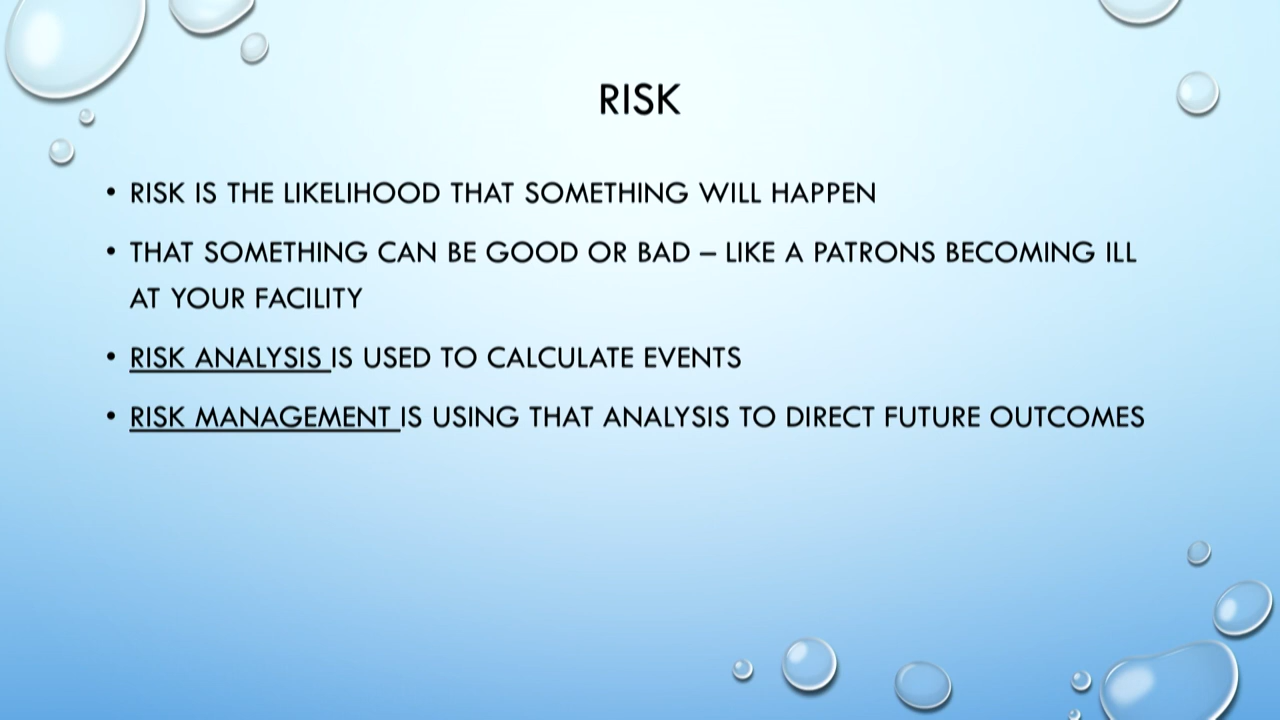 RISK
• RISK IS THE LIKELIHOOD THAT SOMETHING WILL HAPPEN
• THAT SOMETHING CAN BE GOOD OR BAD – LIKE A PATRONS BECOMING ILL
AT YOUR FACILITY
• RISK ANALYSIS IS USED TO CALCULATE EVENTS
• RISK MANAGEMENT IS USING THAT ANALYSIS TO DIRECT FUTURE OUTCOMES